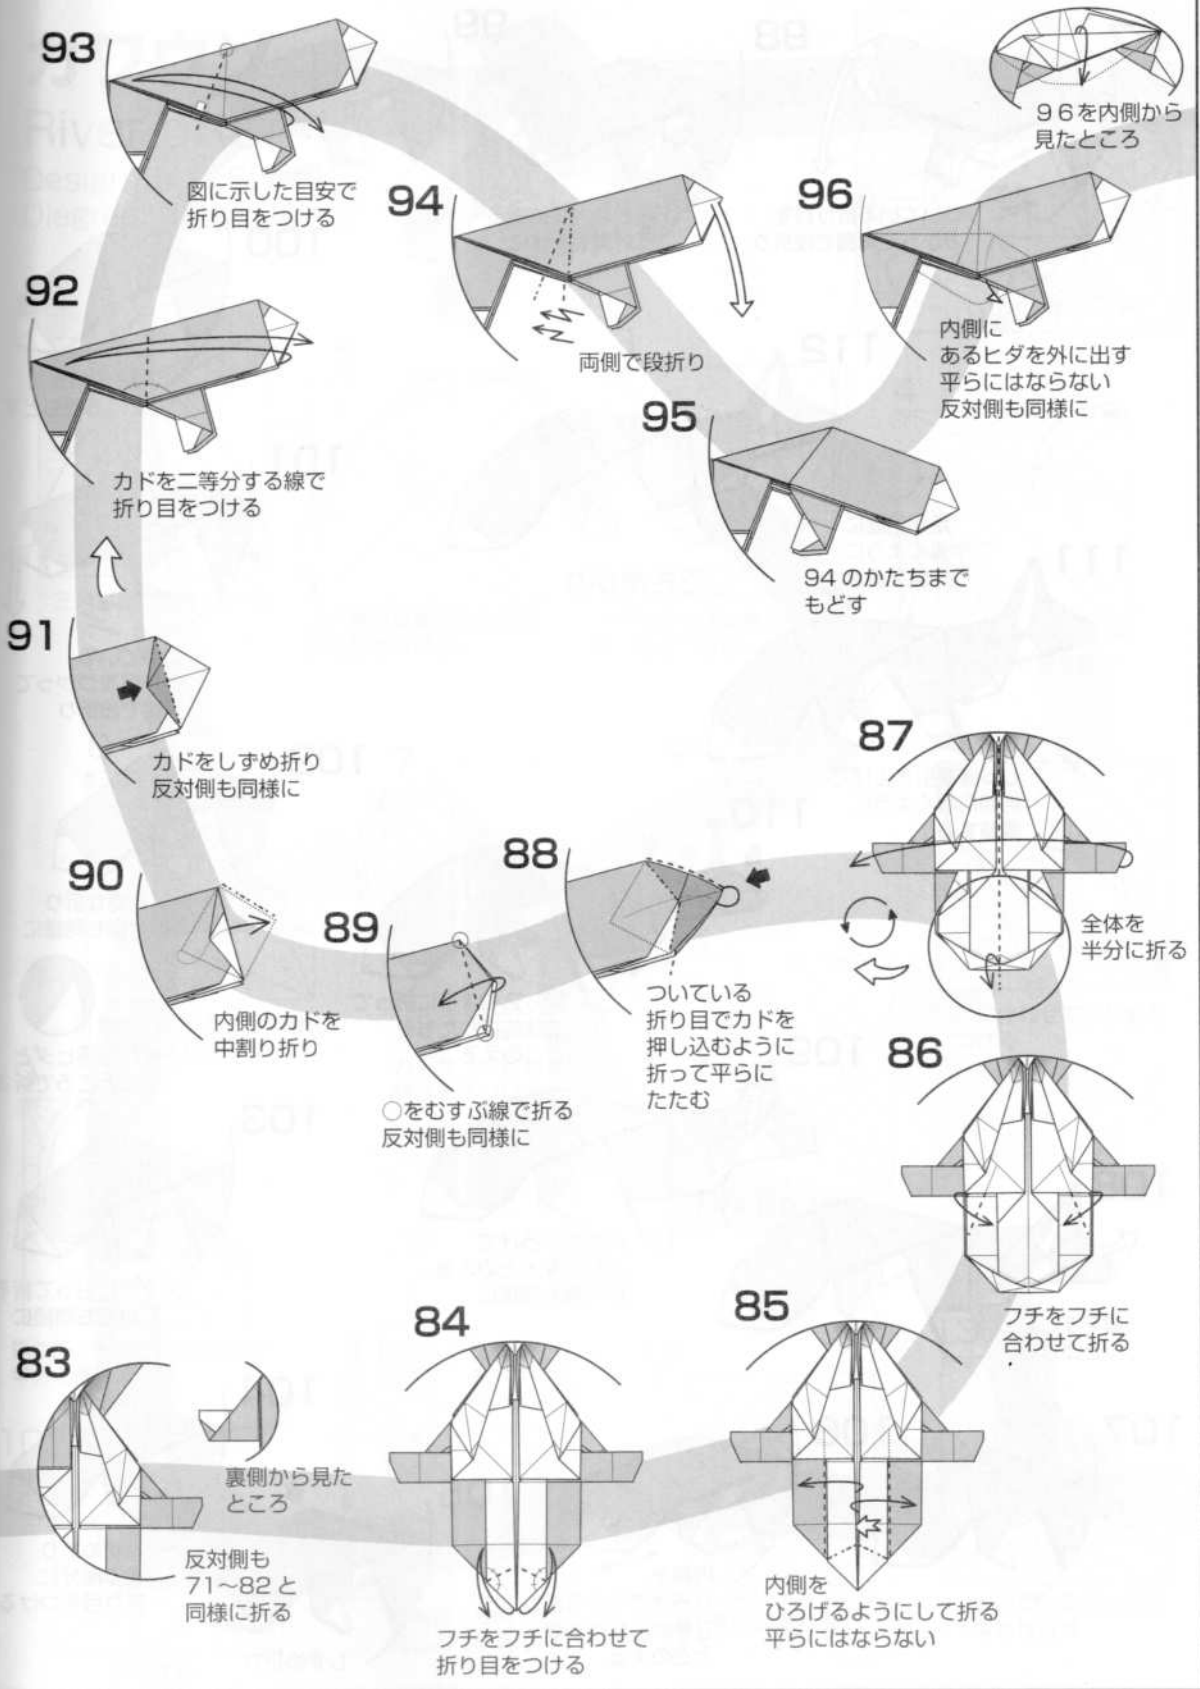 83
裏側から見た
ところ
反対側も
71～82と
同様に折る
84
フチをフチに合わせて
折り目をつける
85
内側を
ひろげるようにして折る
平らにはならない
86
フチをフチに
合わせて折る
87
全体を
半分に折る
88
ついている
折り目でカドを
押し込むように
折って平らに
たたむ
89
○をむすぶ線で折る
反対側も同様に
90
内側のカドを
中割り折り
91
カドをしずめ折り
反対側も同様に
92
カドを二等分する線で
折り目をつける
93
図に示した目安で
折り目をつける
94
両側で段折り
95
94のかたちまで
もどす
96
内側に
あるヒダを外に出す
平らにはならない
反対側も同様に
96を内側から
見たところ